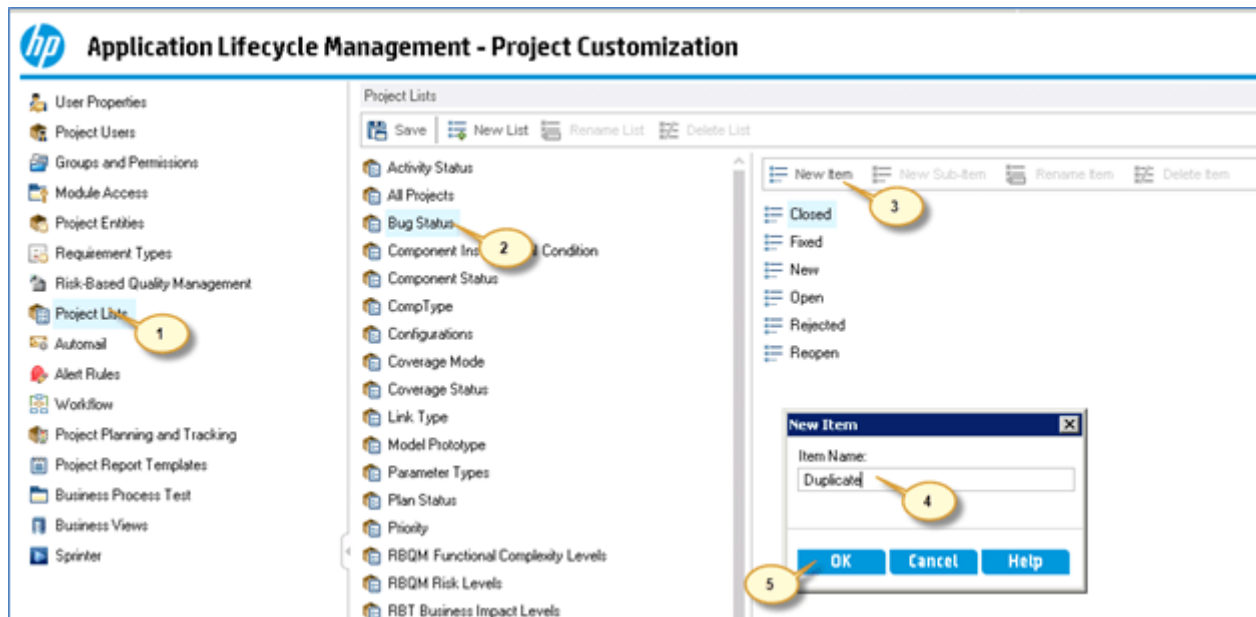 hp Application Lifecycle Management - Project Customization
User Properties
Project Users
Groups and Permissions
Module Access
Project Entities
Requirement Types
Risk-Based Quality Management
Project Lists
1
Automail
Alert Rules
Workflow
Project Planning and Tracking
Project Report Templates
Business Process Test
Business Views
Sprinter
Project Lists
Save New List Rename List Delete List
Activity Status
All Projects
Bug Status
2
Component Ins Condition
Component Status
CompType
Configurations
Coverage Mode
Coverage Status
Link Type
Model Prototype
Parameter Types
Plan Status
Priority
RBQM Functional Complexity Levels
RBQM Risk Levels
RBT Business Impact Levels
New Item New Sub-Item Rename Item Delete Item
3
Closed
Fixed
New
Open
Rejected
Reopen
New Item
Item Name:
Duplicate
4
OK Cancel Help
5